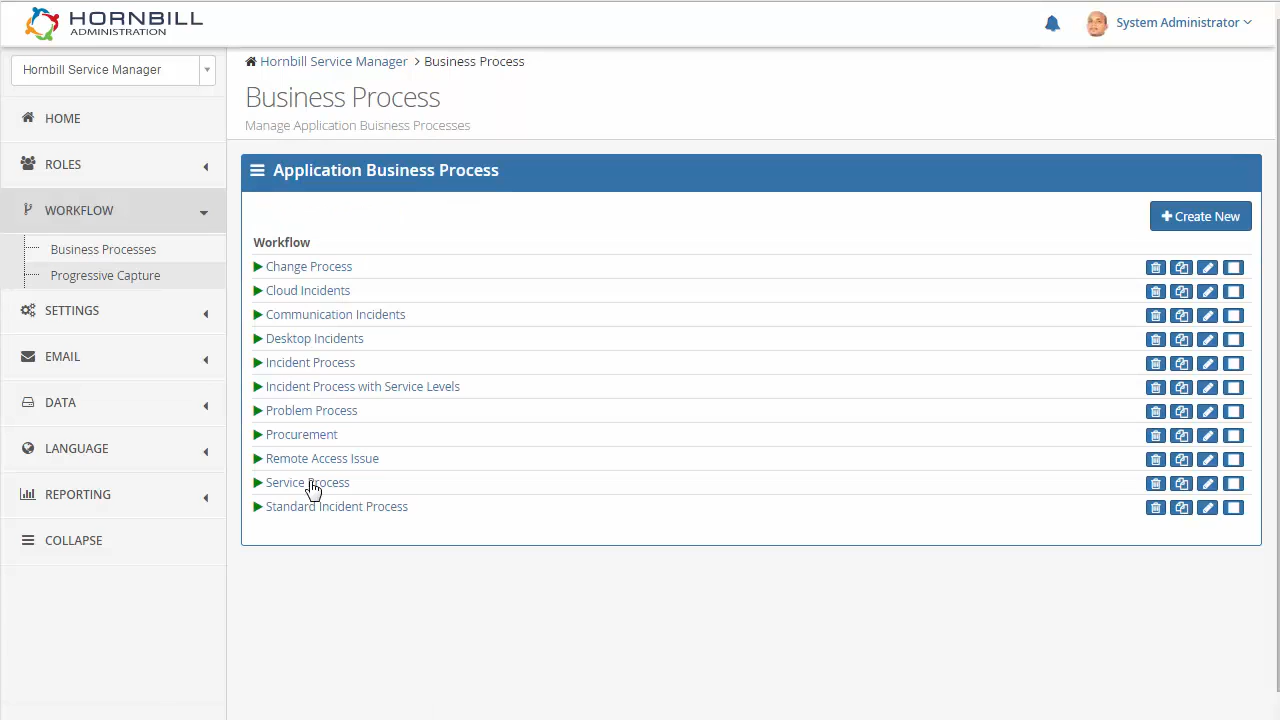 HORNBILL
ADMINISTRATION
System Administrator
Hornbill Service Manager
HOME
ROLES
WORKFLOW
Business Processes
Progressive Capture
SETTINGS
EMAIL
DATA
LANGUAGE
REPORTING
COLLAPSE
Hornbill Service Manager > Business Process
Business Process
Manage Application Buisness Processes
Application Business Process
Create New
Workflow
Change Process
Cloud Incidents
Communication Incidents
Desktop Incidents
Incident Process
Incident Process with Service Levels
Problem Process
Procurement
Remote Access Issue
Service Process
Standard Incident Process